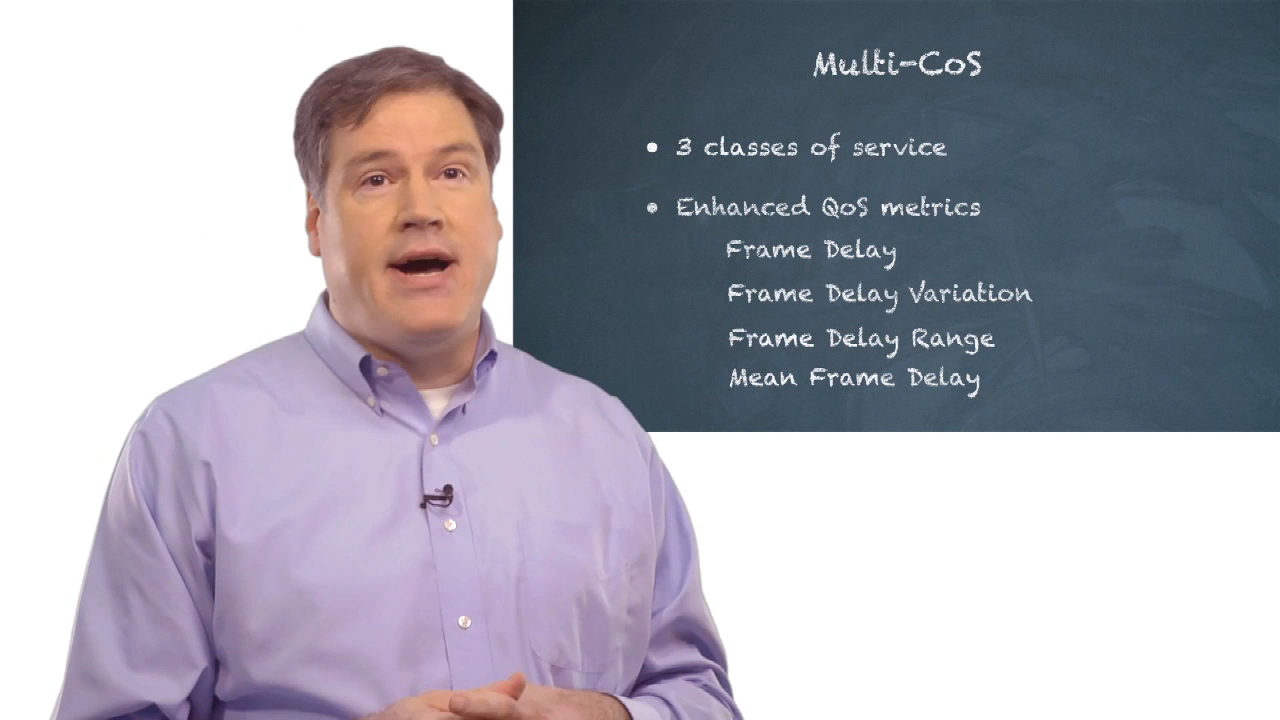 Multi-CoS
• 3 classes of service
• Enhanced QoS metrics
Frame Delay
Frame Delay Variation
Frame Delay Range
Mean Frame Delay